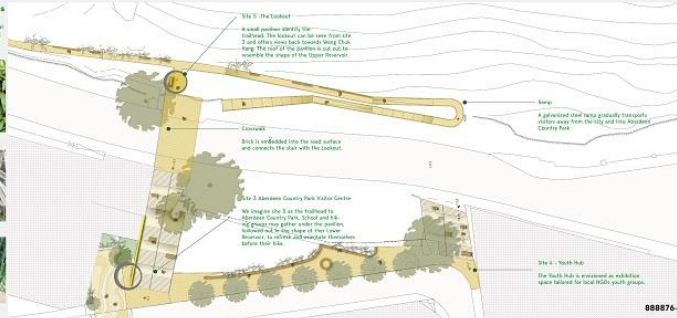 Site 5 -The Lookout
A small pavilion identify the
trailhead. The lookout can be seen from site
3 and offers views back towards Wong Chuk
Hang. The roof of the pavilion is cut out to
resemble the shape of the Upper Reservoir.
Ramp
A galvanized steel ramp gradually transports
visitors away from the city and into Aberdeen
Country Park
Crosswalk
Brick is embedded into the road surface
and connects the stair with the Lookout.
Site 3 Aberdeen Country Park Visitor Centre
We imagine site 3 as the trailhead to
Aberdeen Country Park. School and hik-
ing groups may gather under the pavilion,
followed out in the shape of the Lower
Reservoir, to refresh and themselves
before their hike.
Site 4 - Youth Hub
The Youth Hub is envisioned as exhibition
space tailored for local NGOs youth groups.
888876-